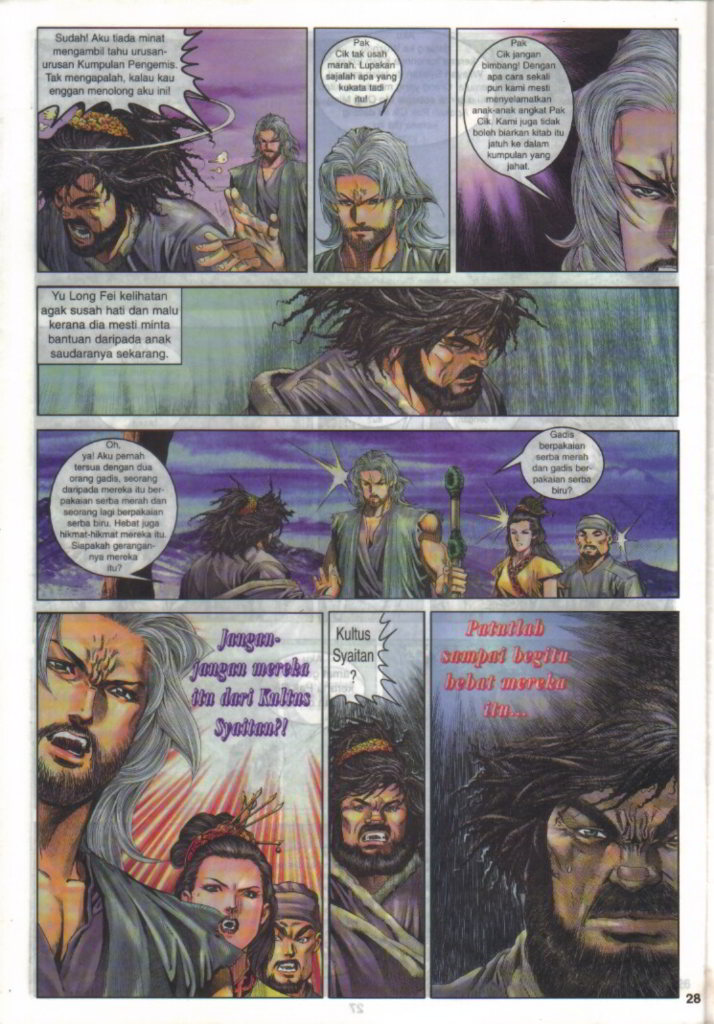 Sudah! Aku tiada minat
mengambil tahu urusan-
urusan Kumpulan Pengemis.
Tak mengapalah, kalau kau
enggan menolong aku ini!
Pak
Cik tak usah
marah. Lupakan
sajalah apa yang
kukata tadi
itu!
Pak
Cik jangan
bimbang! Dengan
apa cara sekali
pun kami mesti
menyelamatkan
anak-anak angkat Pak
Cik. Kami juga tidak
boleh biarkan kitab itu
jatuh ke dalam
kumpulan yang
jahat.
Yu Long Fei kelihatan
agak susah hati dan malu
kerana dia mesti minta
bantuan daripada anak
saudaranya sekarang.
Oh,
ya! Aku pernah
tersua dengan dua
orang gadis, seorang
daripada mereka itu ber-
pakaian serba merah dan
seorang lagi berpakaian
serba biru. Hebat juga
hikmat-hikmat mereka itu.
Siapakah gerangan-
nya mereka
itu?
Gadis
berpakaian
serba merah
dan gadis ber-
pakaian serba
biru?
Jangan-
jangan mereka
itu dari Kultus
Syaitan?!
Kultus
Syaitan
?
Patutlah
sampai begitu
hebat mereka
itu...
28